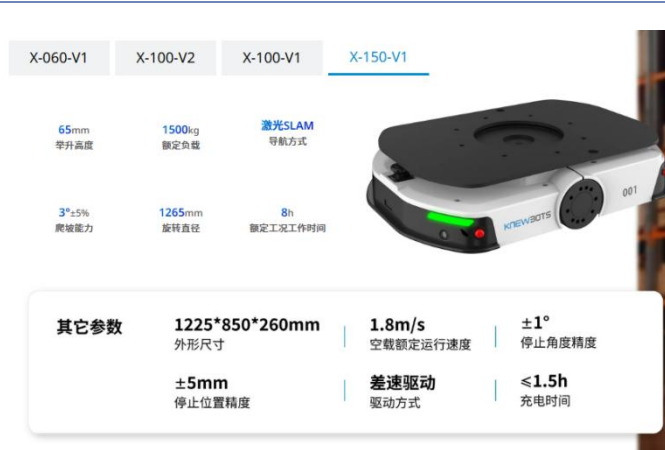 X-060-V1 X-100-V2 X-100-V1 X-150-V1
65mm 1500kg 激光SLAM
举升高度 额定负载 导航方式
3°±5% 1265mm 8h
爬坡能力 旋转直径 额定工况工作时间
001
KNEWBOTS
其它参数 1225*850*260mm 1.8m/s ±1°
外形尺寸 空载额定运行速度 停止角度精度
±5mm 差速驱动 ≤1.5h
停止位置精度 驱动方式 充电时间